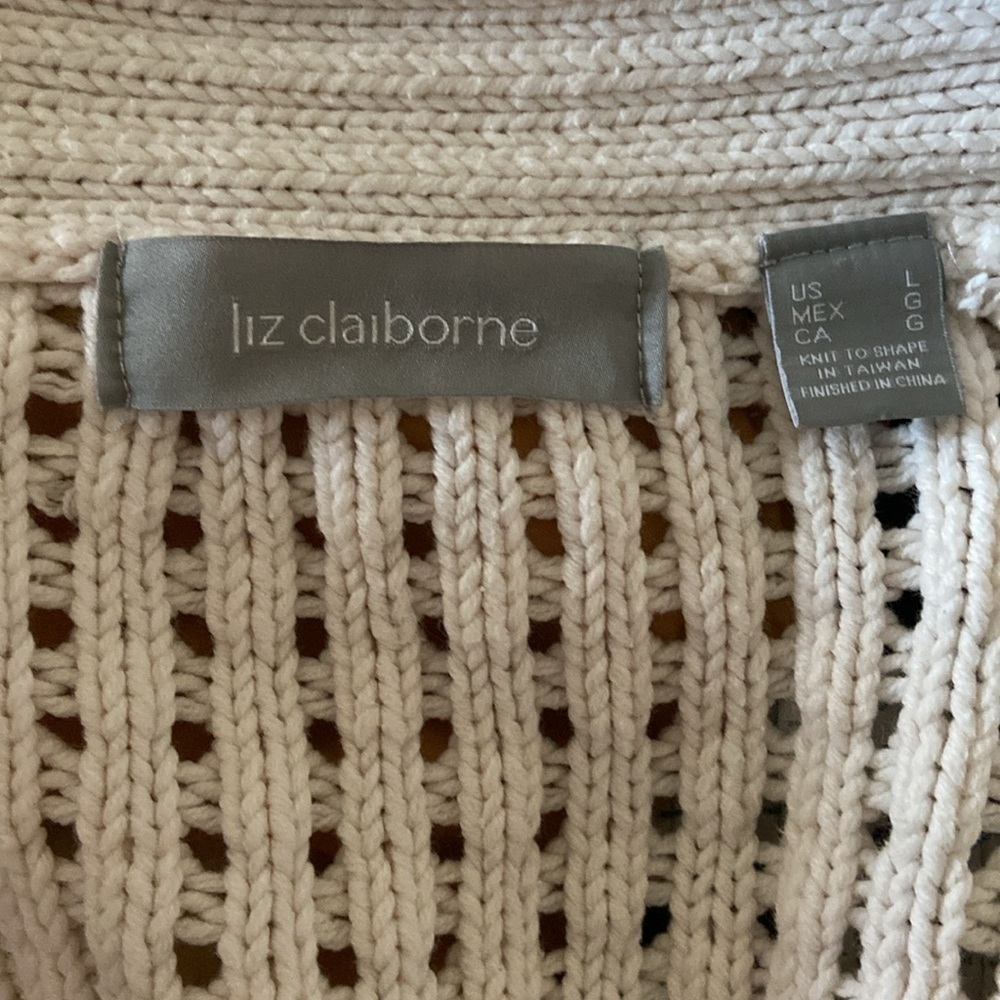 liz claiborne
US L
MEX G
CA G
KNIT TO SHAPE
IN TAIWAN
FINISHED IN CHINA